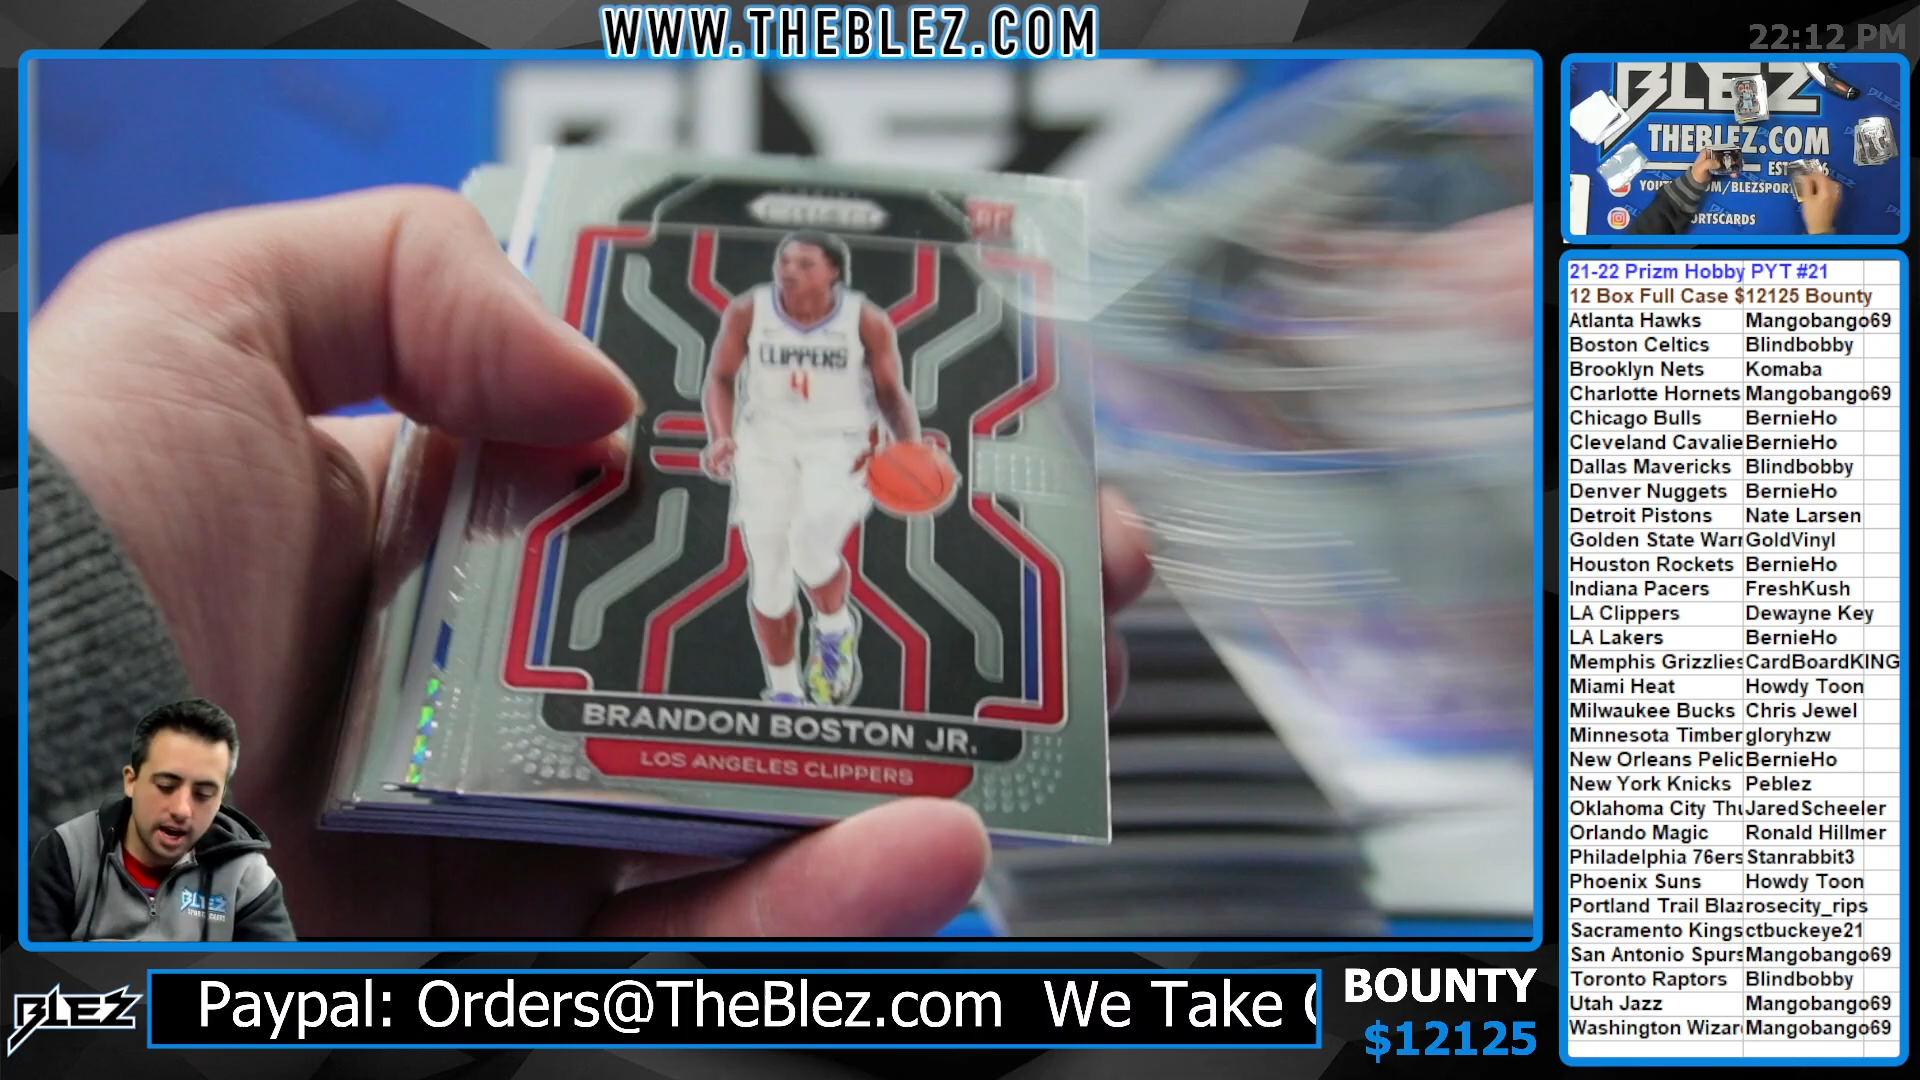 WWW.THEBLEZ.COM
22:12 PM
BLEZ
THEBLEZ.COM
CLIPPERS
4
BRANDON BOSTON JR.
LOS ANGELES CLIPPERS
21-22 Prizm Hobby PYT #21
12 Box Full Case $12125 Bounty
Atlanta Hawks Mangobango69
Boston Celtics Blindbobby
Brooklyn Nets Komaba
Charlotte Hornets Mangobango69
Chicago Bulls BernieHo
Cleveland Cavalie BernieHo
Dallas Mavericks Blindbobby
Denver Nuggets BernieHo
Detroit Pistons Nate Larsen
Golden State Warr GoldVinyl
Houston Rockets BernieHo
Indiana Pacers FreshKush
LA Clippers Dewayne Key
LA Lakers BernieHo
Memphis Grizzlies CardBoardKING
Miami Heat Howdy Toon
Milwaukee Bucks Chris Jewel
Minnesota Timber gloryhzw
New Orleans Pelic BernieHo
New York Knicks Peblez
Oklahoma City Thu JaredScheeler
Orlando Magic Ronald Hillmer
Philadelphia 76ers Stanrabbit3
Phoenix Suns Howdy Toon
Portland Trail Blaz rosecity_rips
Sacramento Kings ctbuckeye21
San Antonio Spurs Mangobango69
Toronto Raptors Blindbobby
Utah Jazz Mangobango69
Washington Wizar Mangobango69
BLEZ
Paypal: Orders@TheBlez.com We Take
BOUNTY
$12125